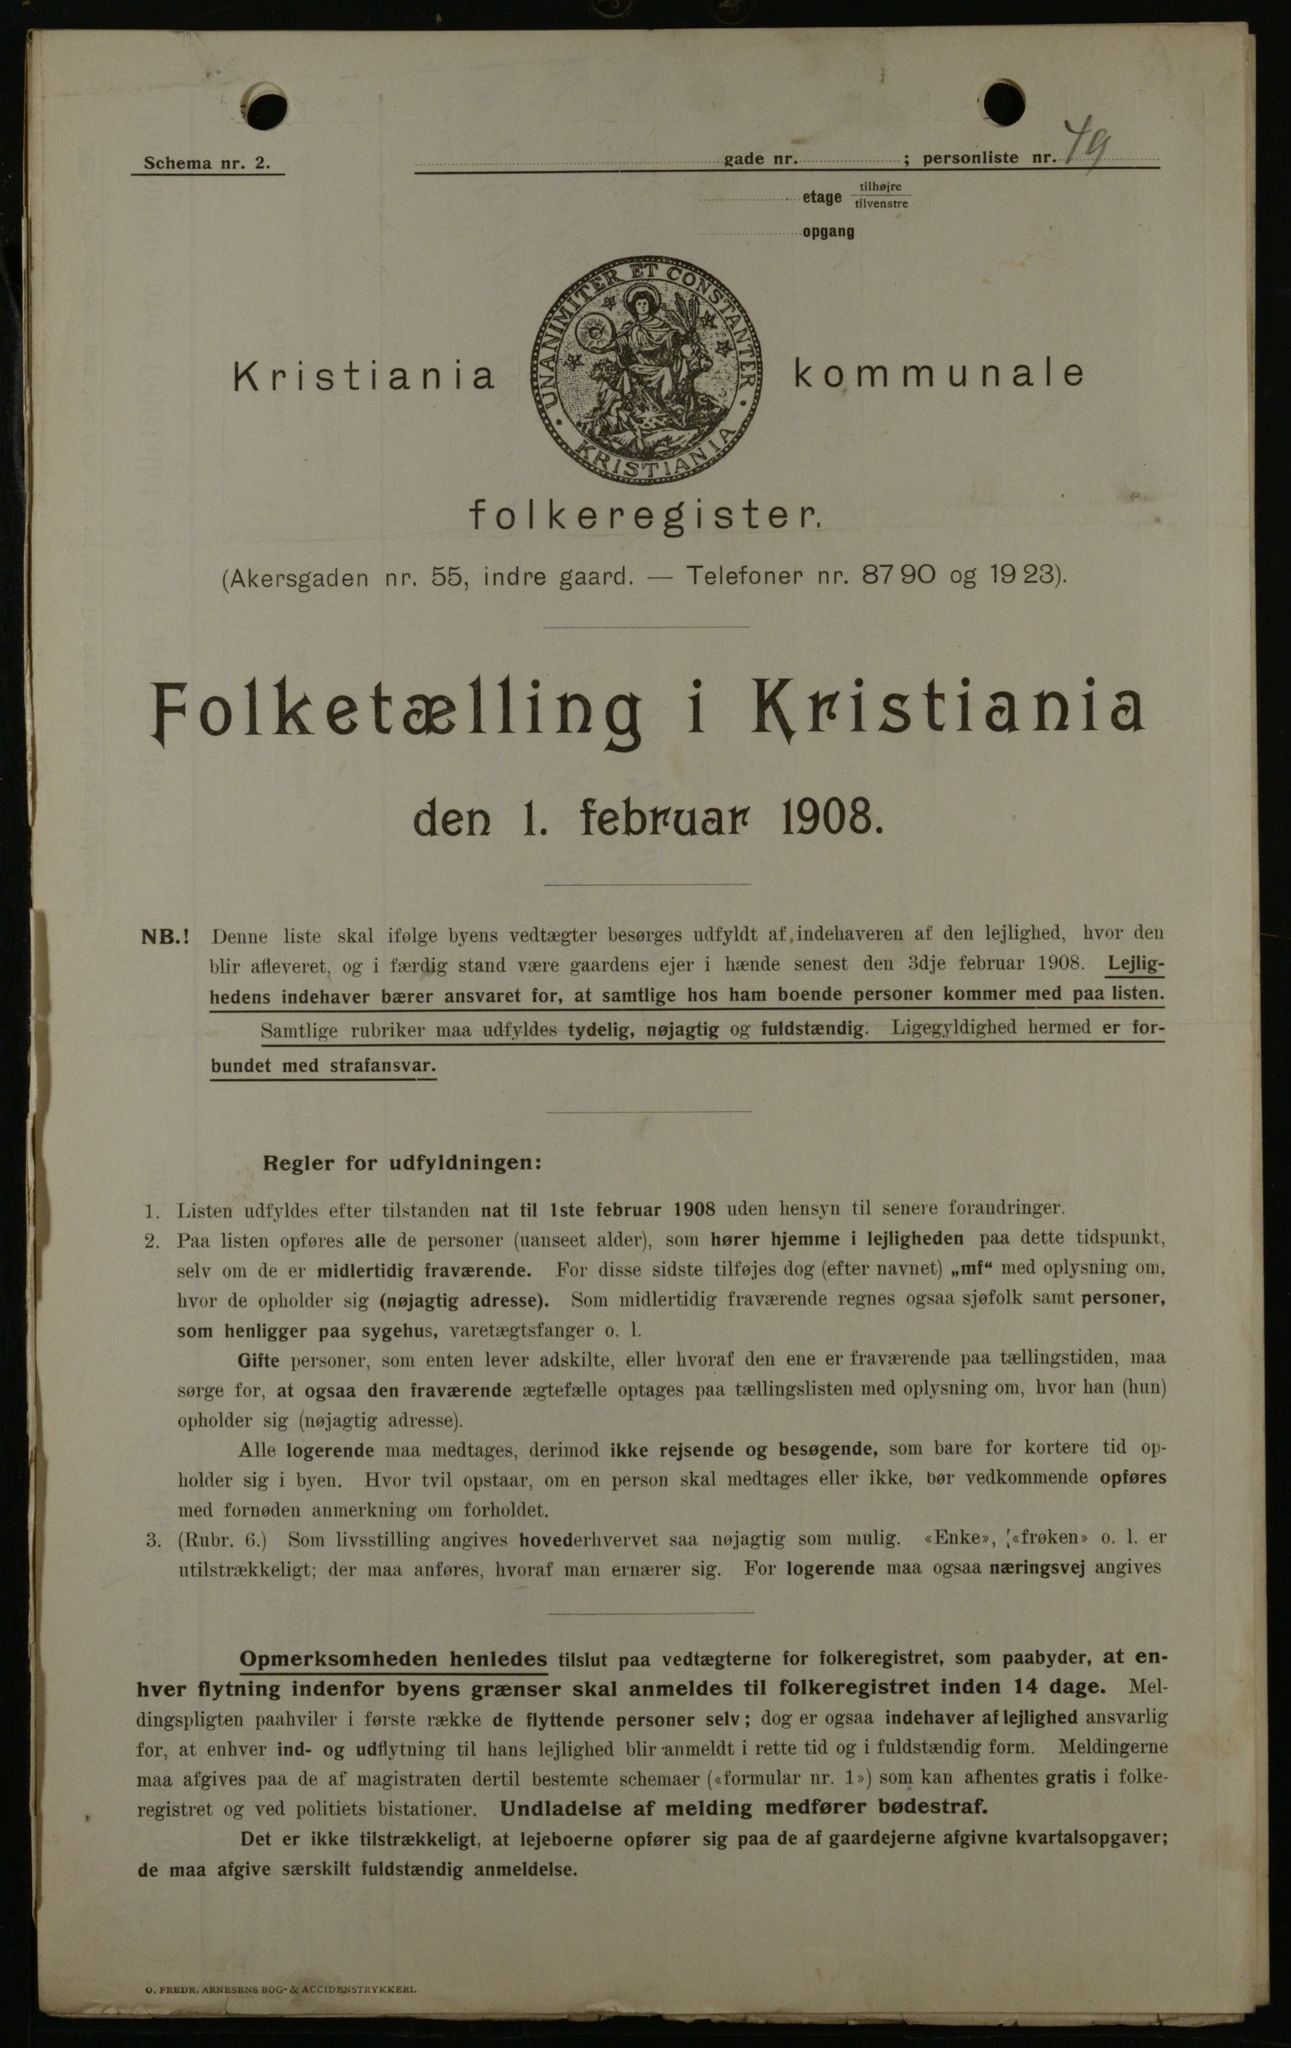 Schema nr. 2.
gade nr. ; personliste nr. 49
etage tilhøjre
tilvenstre
opgang
UNANIMITER ET CONSTANTER · KRISTIANIA ·
Kristiania kommunale
folkeregister.
(Akersgaden nr. 55, indre gaard. — Telefoner nr. 8790 og 1923).
Folketælling i Kristiania
den 1. februar 1908.
NB.! Denne liste skal ifølge byens vedtægter besørges udfyldt af indehaveren af den lejlighed, hvor den
blir afleveret, og i færdig stand være gaardens ejer i hænde senest den 3dje februar 1908. Lejlig-
hedens indehaver bærer ansvaret for, at samtlige hos ham boende personer kommer med paa listen.
Samtlige rubriker maa udfyldes tydelig, nøjagtig og fuldstændig. Ligegyldighed hermed er for-
bundet med strafansvar.
Regler for udfyldningen:
1. Listen udfyldes efter tilstanden nat til 1ste februar 1908 uden hensyn til senere forandringer.
2. Paa listen opføres alle de personer (uanseet alder), som hører hjemme i lejligheden paa dette tidspunkt,
selv om de er midlertidig fraværende. For disse sidste tilføjes dog (efter navnet) „mf“ med oplysning om,
hvor de opholder sig (nøjagtig adresse). Som midlertidig fraværende regnes ogsaa sjøfolk samt personer,
som henligger paa sygehus, varetægtsfanger o. l.
Gifte personer, som enten lever adskilte, eller hvoraf den ene er fraværende paa tællingstiden, maa
sørge for, at ogsaa den fraværende ægtefælle optages paa tællingslisten med oplysning om, hvor han (hun)
opholder sig (nøjagtig adresse).
Alle logerende maa medtages, derimod ikke rejsende og besøgende, som bare for kortere tid op-
holder sig i byen. Hvor tvil opstaar, om en person skal medtages eller ikke, bør vedkommende opføres
med fornøden anmerkning om forholdet.
3. (Rubr. 6.) Som livsstilling angives hovederhvervet saa nøjagtig som mulig. «Enke», «frøken» o. l. er
utilstrækkeligt; der maa anføres, hvoraf man ernærer sig. For logerende maa ogsaa næringsvej angives
Opmerksomheden henledes tilslut paa vedtægterne for folkeregistret, som paabyder, at en-
hver flytning indenfor byens grænser skal anmeldes til folkeregistret inden 14 dage. Mel-
dingspligten paahviler i første række de flyttende personer selv; dog er ogsaa indehaver af lejlighed ansvarlig
for, at enhver ind- og udflytning til hans lejlighed blir anmeldt i rette tid og i fuldstændig form. Meldingerne
maa afgives paa de af magistraten dertil bestemte schemaer («formular nr. 1») som kan afhentes gratis i folke-
registret og ved politiets bistationer. Undladelse af melding medfører bødestraf.
Det er ikke tilstrækkeligt, at lejeboerne opfører sig paa de af gaardejerne afgivne kvartalsopgaver;
de maa afgive særskilt fuldstændig anmeldelse.
O. FREDR. ARNESENS BOG- & ACCIDENSTRYKKERI.